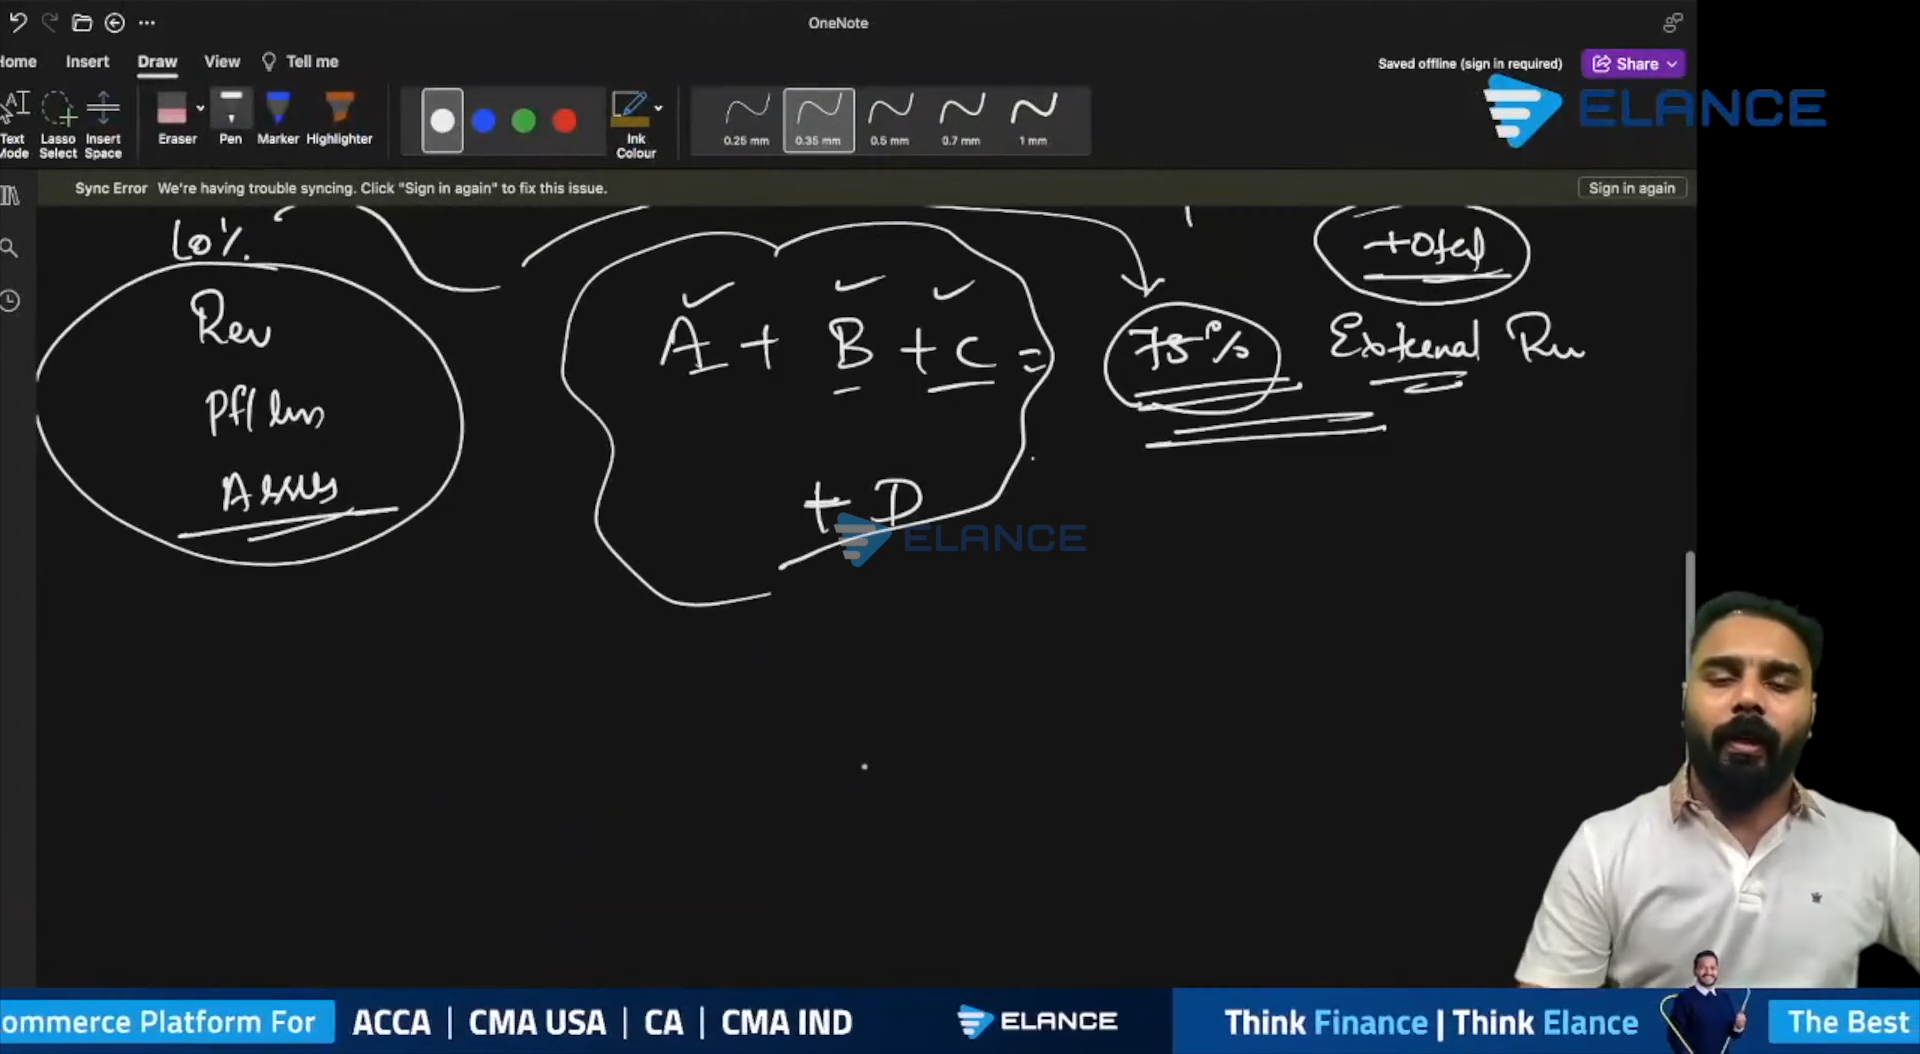 OneNote
Home Insert Draw View Tell me
Saved offline (sign in required)
Share
Text Mode
Lasso Select
Insert Space
Eraser
Pen
Marker
Highlighter
Ink Colour
0.25 mm
0.35 mm
0.5 mm
0.7 mm
1 mm
ELANCE
Sync Error We're having trouble syncing. Click "Sign in again" to fix this issue.
Sign in again
10%
total
Rev
A + B + C =
75%
External
+ D
ELANCE
ommerce Platform For
ACCA | CMA USA | CA | CMA IND
ELANCE
Think Finance | Think Elance
The Best